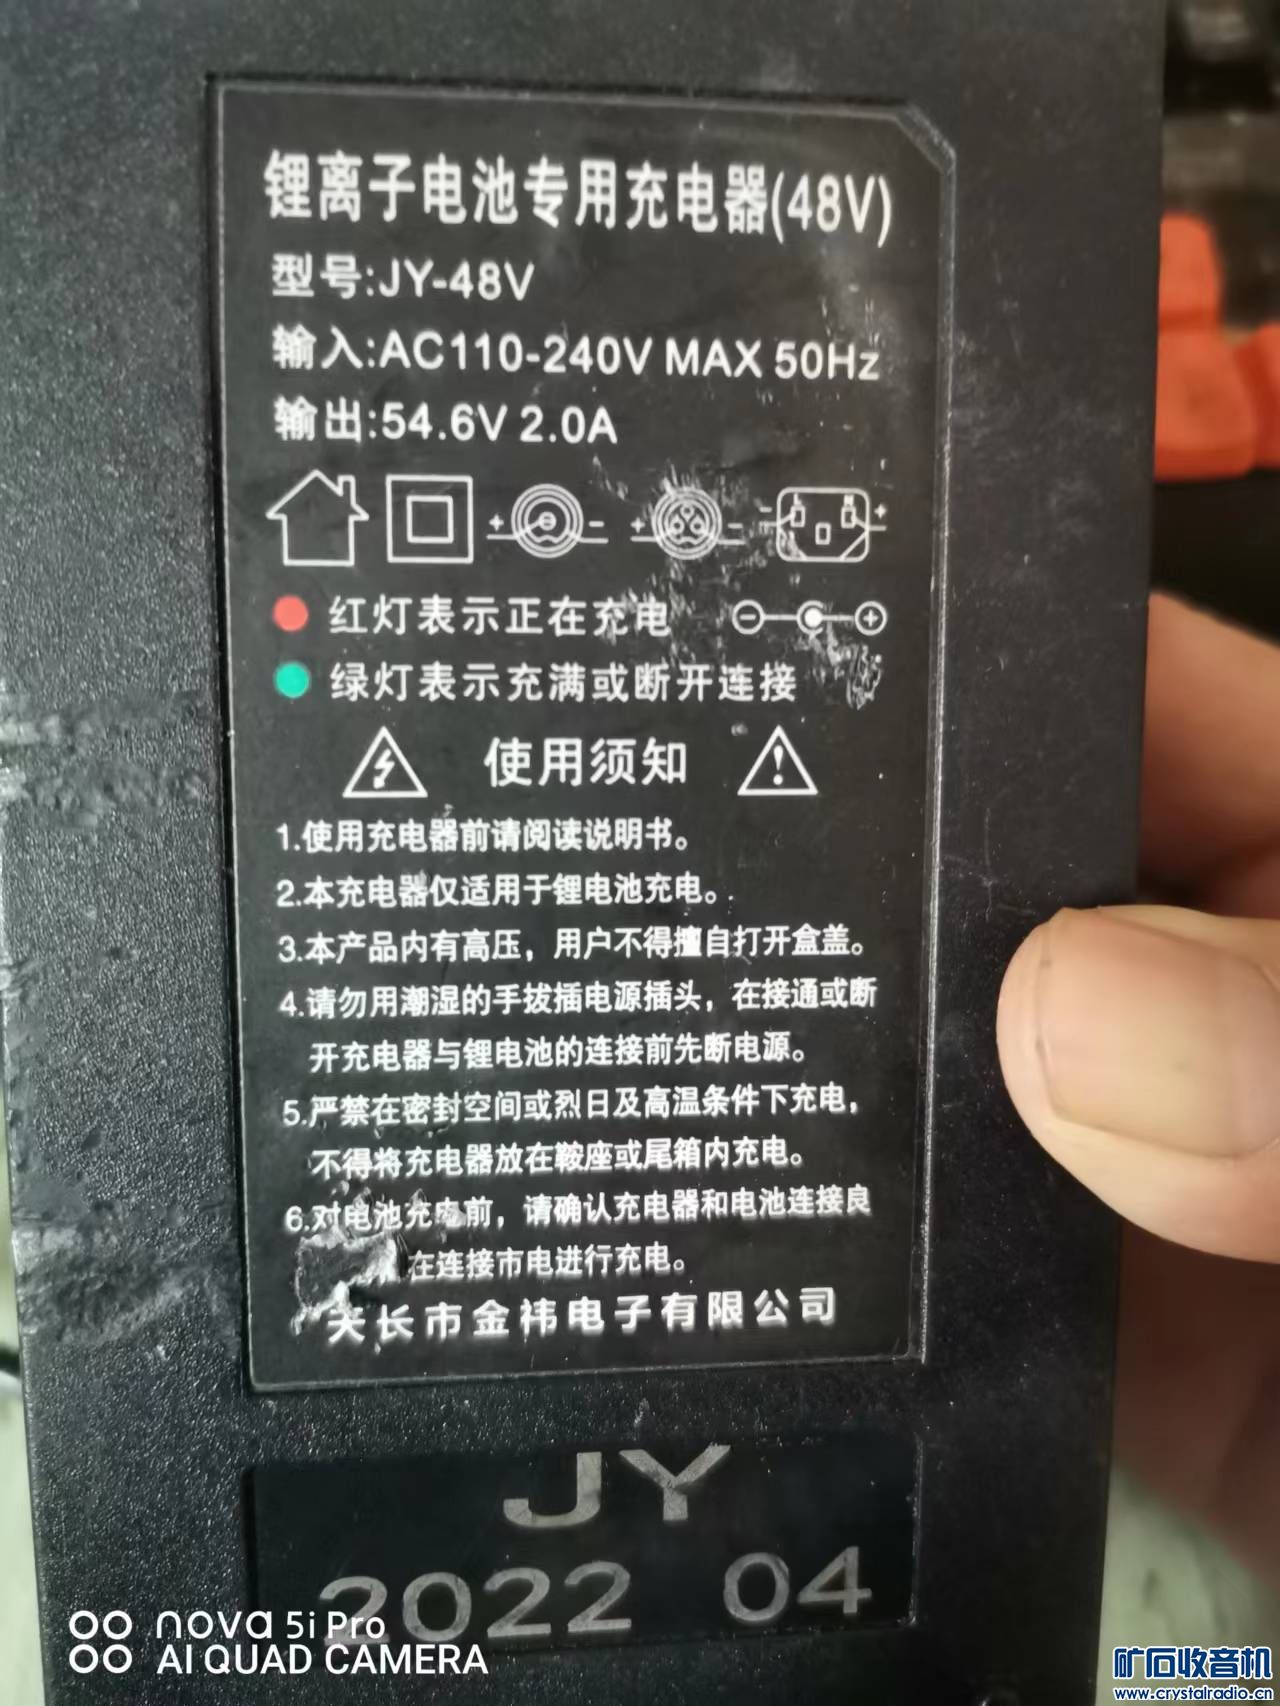 锂离子电池专用充电器(48V)
型号:JY-48V
输入:AC110-240V MAX 50Hz
输出:54.6V 2.0A
+ - + - - L N +
红灯表示正在充电 - +
绿灯表示充满或断开连接
使用须知
1.使用充电器前请阅读说明书。
2.本充电器仅适用于锂电池充电。
3.本产品内有高压，用户不得擅自打开盒盖。
4.请勿用潮湿的手拔插电源插头，在接通或断
开充电器与锂电池的连接前先断电源。
5.严禁在密封空间或烈日及高温条件下充电，
不得将充电器放在鞍座或尾箱内充电。
6.对电池充电前，请确认充电器和电池连接良
在连接市电进行充电。
天长市金祎电子有限公司
JY
2022 04
nova 5i Pro
AI QUAD CAMERA
矿石收音机
www.crystalradio.cn